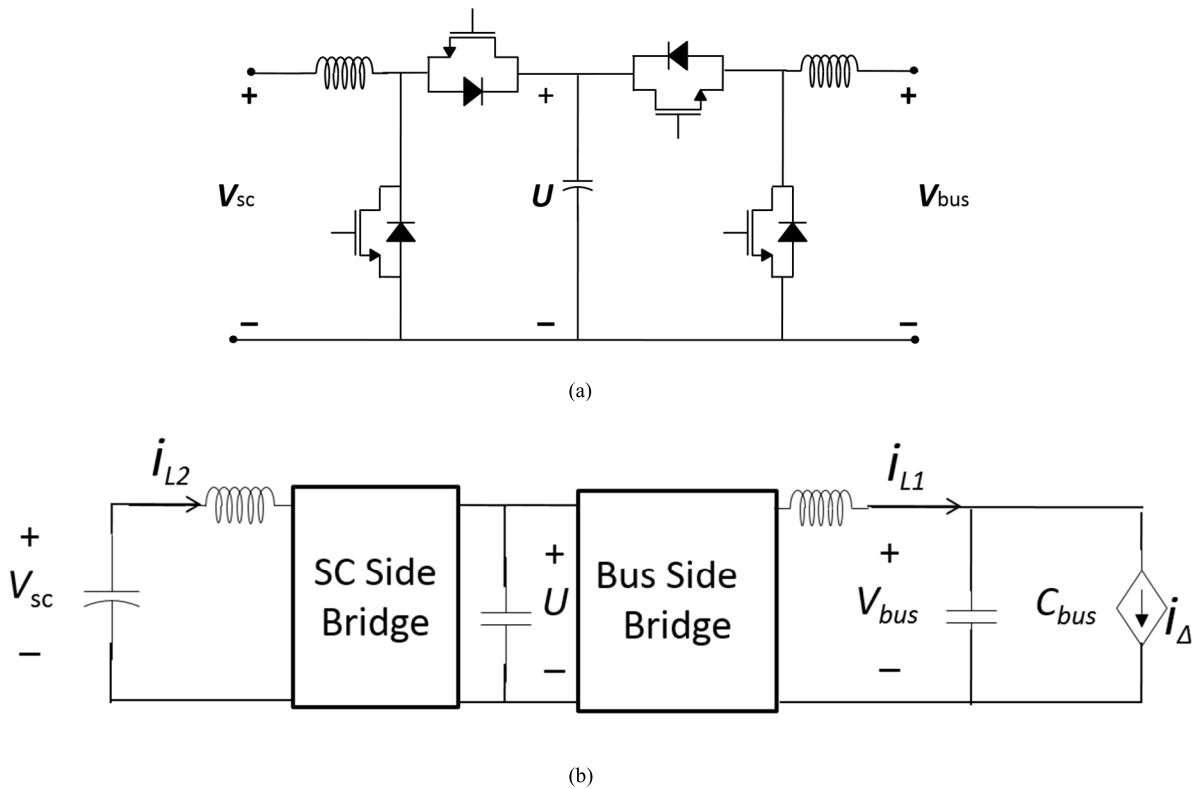 + + +
Vsc U Vbus
− − −
(a)
iL2 iL1
+ + +
Vsc SC Side Bridge U Bus Side Bridge Vbus Cbus iΔ
− − −
(b)